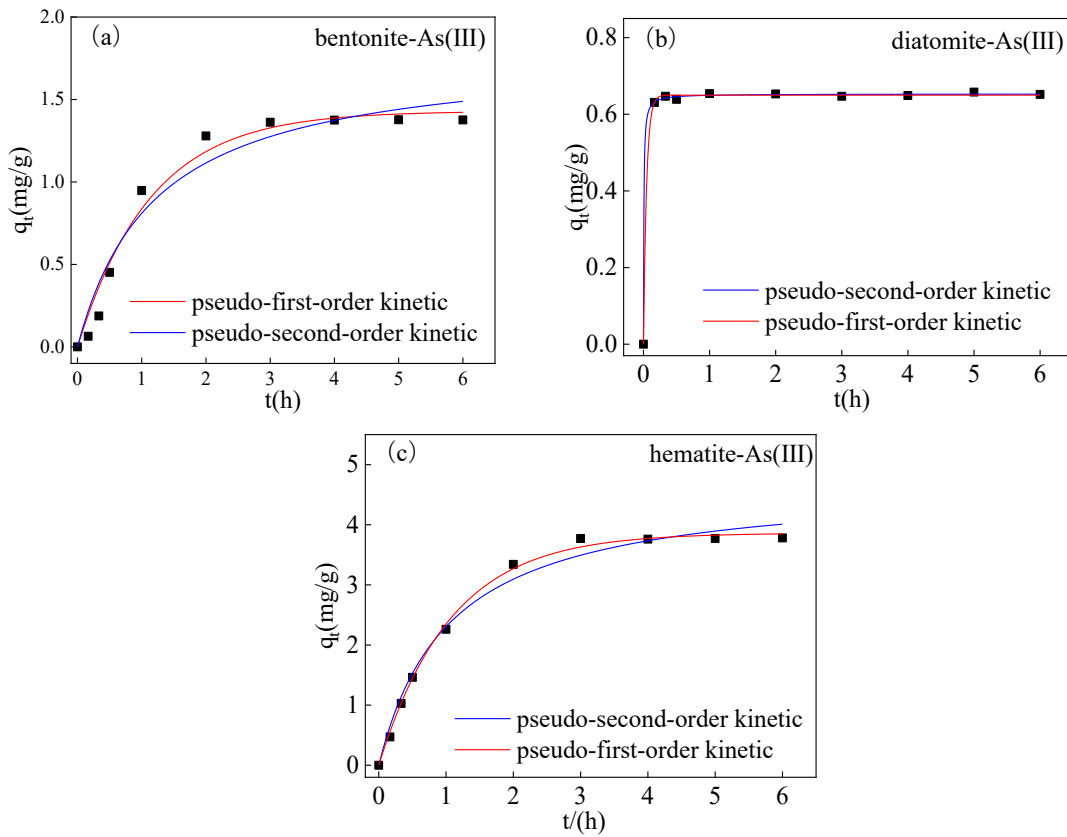 (a)
bentonite-As(III)
2.0
1.5
1.0
0.5
0.0
qt(mg/g)
pseudo-first-order kinetic
pseudo-second-order kinetic
0 1 2 3 4 5 6
t(h)
(b)
diatomite-As(III)
0.8
0.6
0.4
0.2
0.0
qt(mg/g)
pseudo-second-order kinetic
pseudo-first-order kinetic
0 1 2 3 4 5 6
t(h)
(c)
hematite-As(III)
5
4
3
2
1
0
qt(mg/g)
pseudo-second-order kinetic
pseudo-first-order kinetic
0 1 2 3 4 5 6
t/(h)